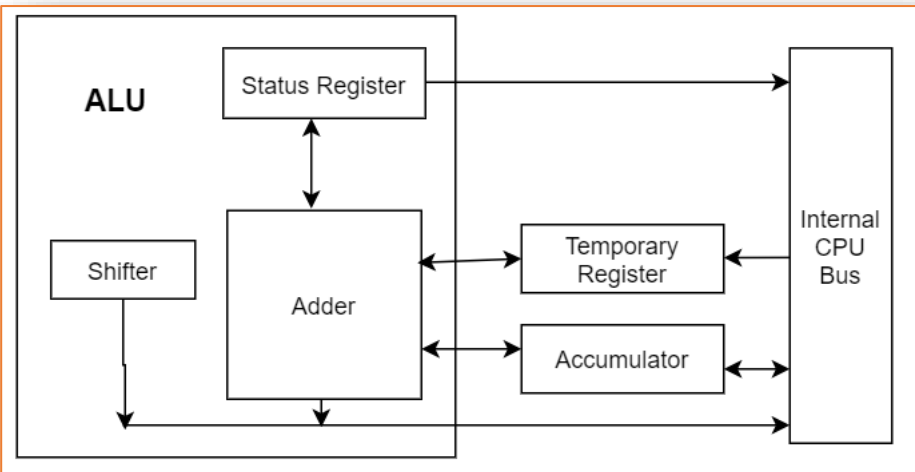 ALU
Status Register
Shifter
Adder
Temporary
Register
Accumulator
Internal
CPU
Bus